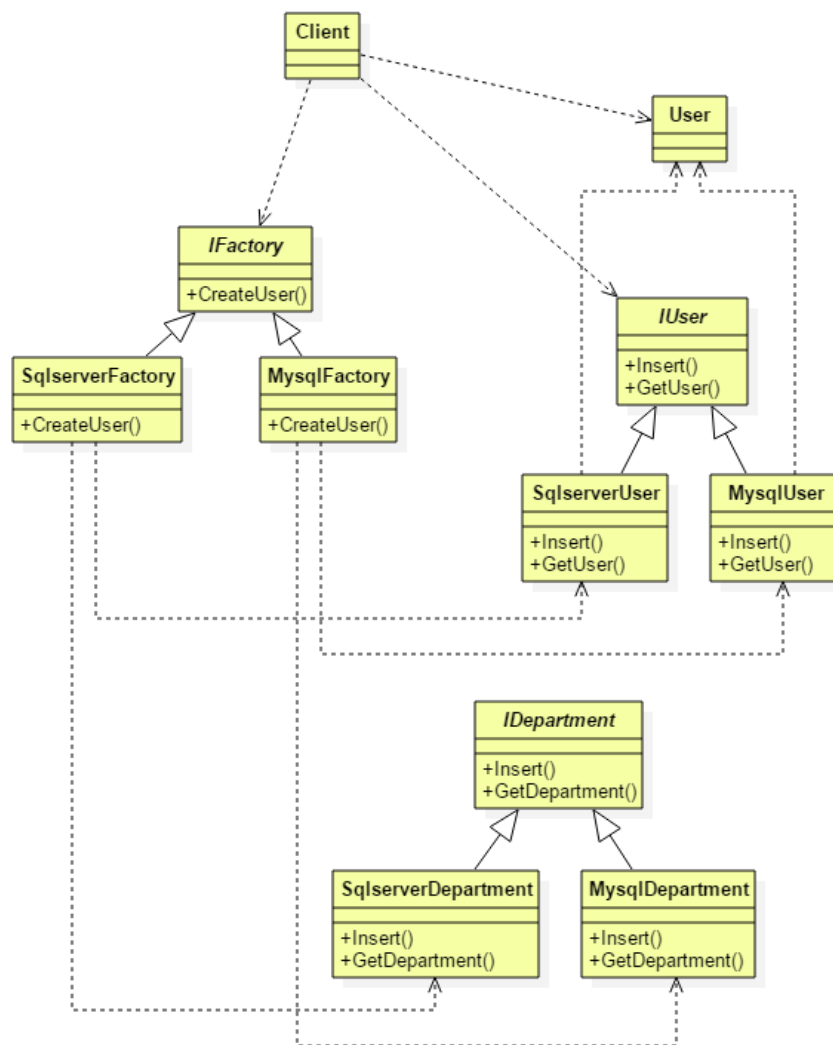 Client
User
IFactory
+CreateUser()
IUser
+Insert()
+GetUser()
SqlserverFactory
+CreateUser()
MysqlFactory
+CreateUser()
SqlserverUser
+Insert()
+GetUser()
MysqlUser
+Insert()
+GetUser()
IDepartment
+Insert()
+GetDepartment()
SqlserverDepartment
+Insert()
+GetDepartment()
MysqlDepartment
+Insert()
+GetDepartment()